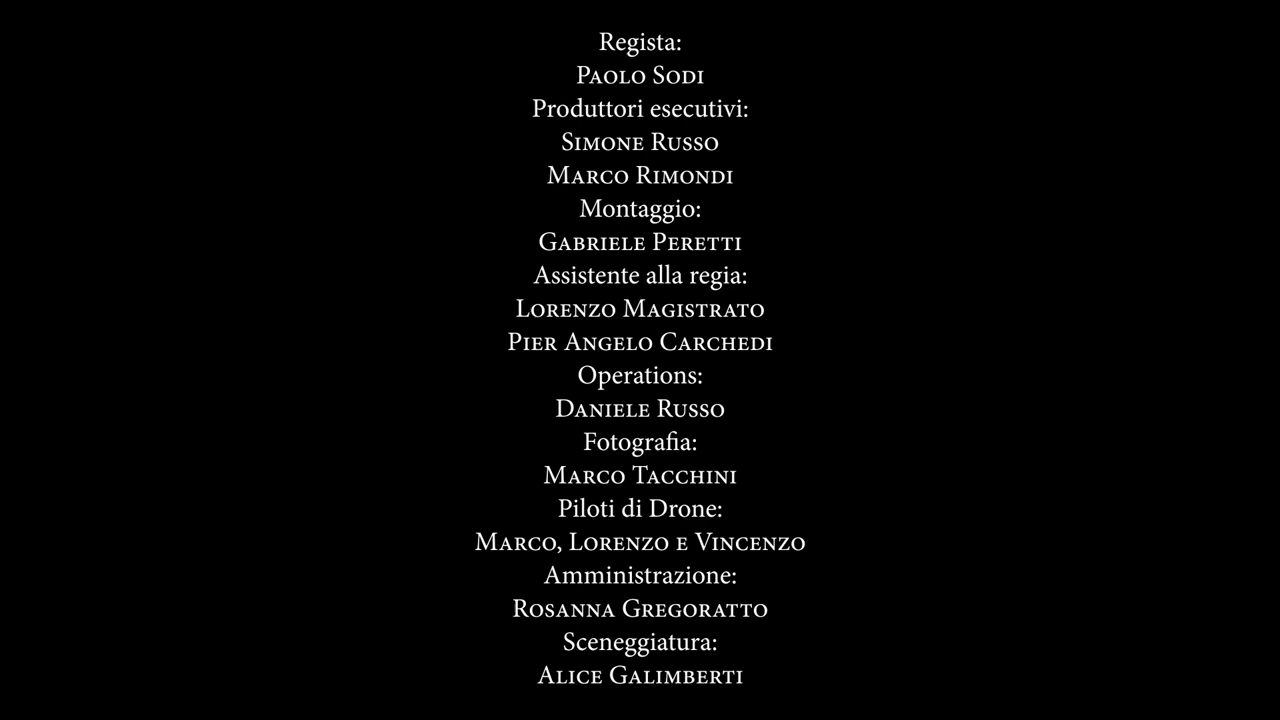 Regista:
Paolo Sodi
Produttori esecutivi:
Simone Russo
Marco Rimondi
Montaggio:
Gabriele Peretti
Assistente alla regia:
Lorenzo Magistrato
Pier Angelo Carchedi
Operations:
Daniele Russo
Fotografia:
Marco Tacchini
Piloti di Drone:
Marco, Lorenzo e Vincenzo
Amministrazione:
Rosanna Gregoratto
Sceneggiatura:
Alice Galimberti